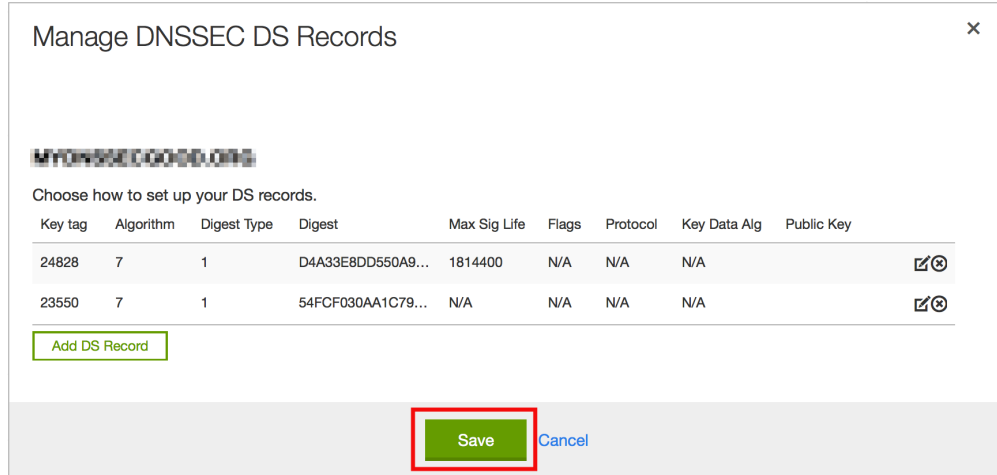 Manage DNSSEC DS Records
Choose how to set up your DS records.
Key tag Algorithm Digest Type Digest Max Sig Life Flags Protocol Key Data Alg Public Key
24828 7 1 D4A33E8DD550A9... 1814400 N/A N/A N/A
23550 7 1 54FCF030AA1C79... N/A N/A N/A N/A
Add DS Record
Save Cancel